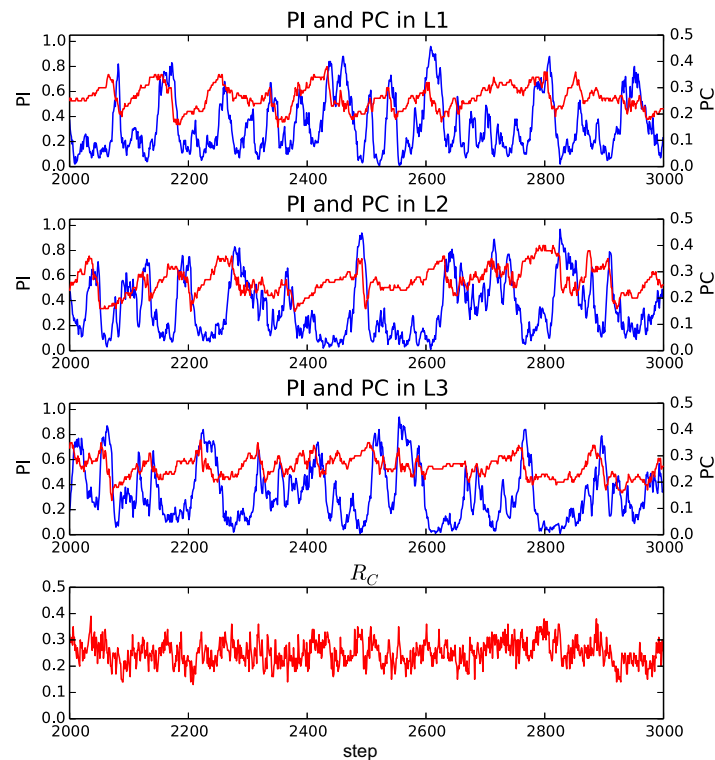 PI and PC in L1
1.0 0.8 0.6 0.4 0.2 0.0
PI
0.5 0.4 0.3 0.2 0.1 0.0
PC
2000 2200 2400 2600 2800 3000
PI and PC in L2
1.0 0.8 0.6 0.4 0.2 0.0
PI
0.5 0.4 0.3 0.2 0.1 0.0
PC
2000 2200 2400 2600 2800 3000
PI and PC in L3
1.0 0.8 0.6 0.4 0.2 0.0
PI
0.5 0.4 0.3 0.2 0.1 0.0
PC
2000 2200 2400 2600 2800 3000
R_C
0.5 0.4 0.3 0.2 0.1 0.0
2000 2200 2400 2600 2800 3000
step